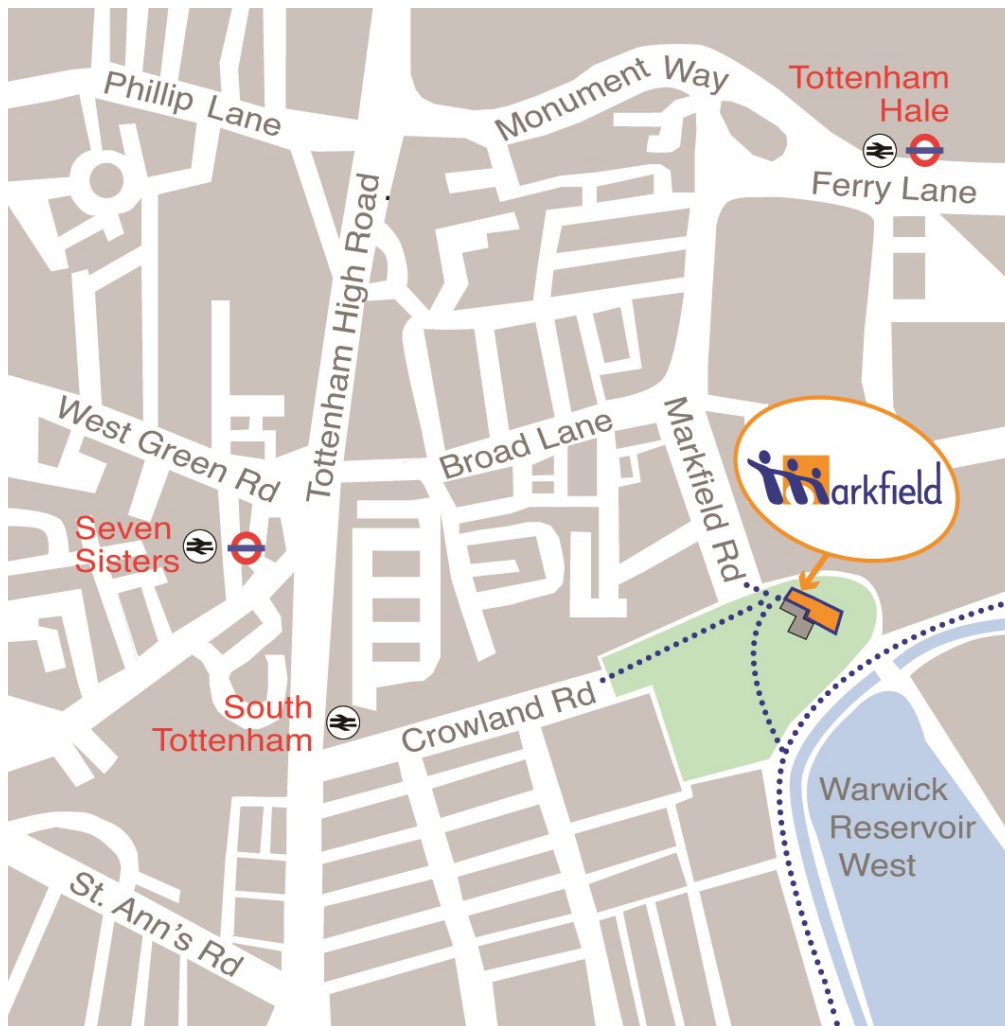 Phillip Lane
Monument Way
Tottenham
Hale
Ferry Lane
Tottenham High Road
West Green Rd
Broad Lane
Markfield Rd
markfield
Seven
Sisters
South
Tottenham
Crowland Rd
Warwick
Reservoir
West
St. Ann's Rd